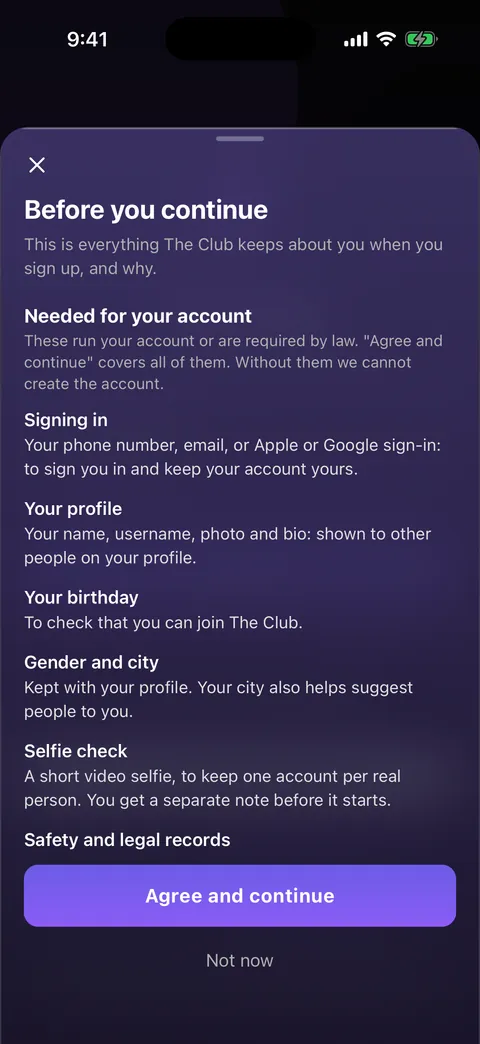 9:41
Before you continue
This is everything The Club keeps about you when you
sign up, and why.
Needed for your account
These run your account or are required by law. "Agree and
continue" covers all of them. Without them we cannot
create the account.
Signing in
Your phone number, email, or Apple or Google sign-in:
to sign you in and keep your account yours.
Your profile
Your name, username, photo and bio: shown to other
people on your profile.
Your birthday
To check that you can join The Club.
Gender and city
Kept with your profile. Your city also helps suggest
people to you.
Selfie check
A short video selfie, to keep one account per real
person. You get a separate note before it starts.
Safety and legal records
Agree and continue
Not now